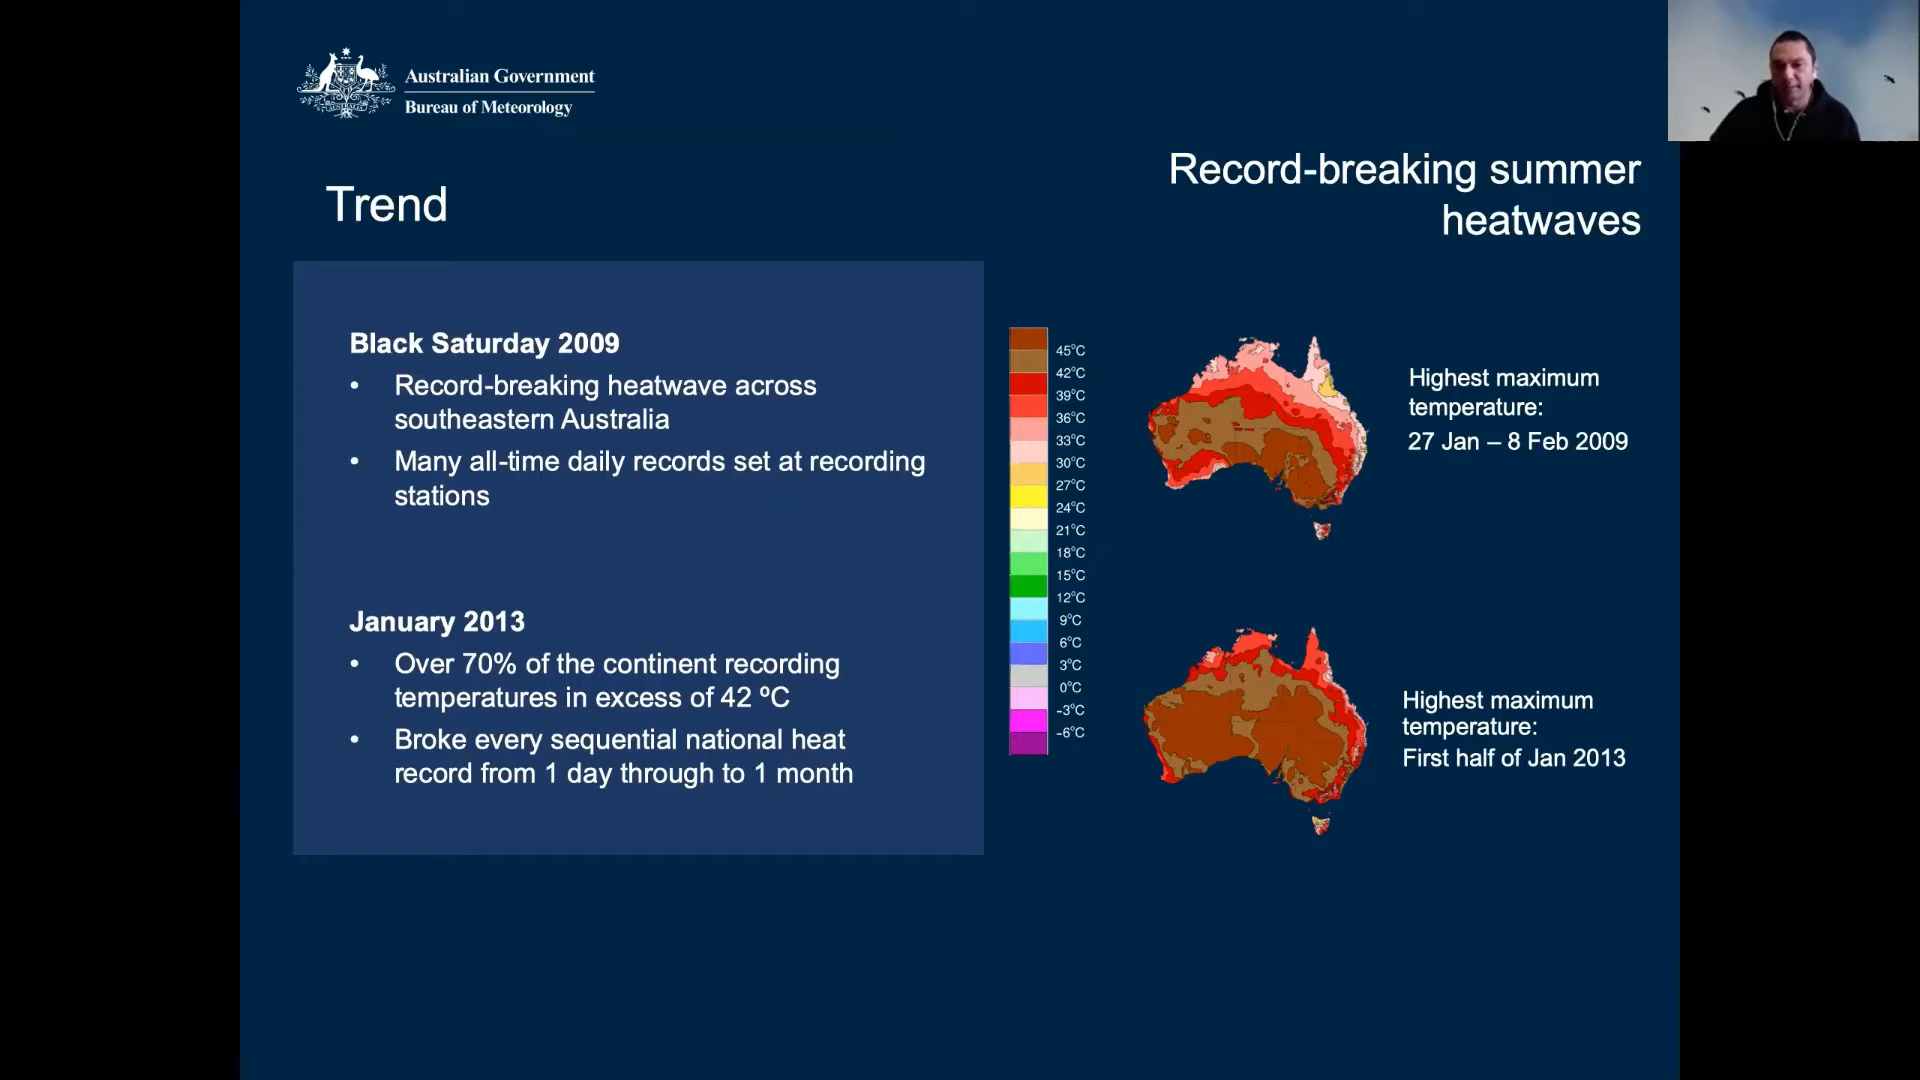 Australian Government
Bureau of Meteorology
Trend
Record-breaking summer
heatwaves
Black Saturday 2009
• Record-breaking heatwave across
southeastern Australia
• Many all-time daily records set at recording
stations
January 2013
• Over 70% of the continent recording
temperatures in excess of 42 ºC
• Broke every sequential national heat
record from 1 day through to 1 month
45°C
42°C
39°C
36°C
33°C
30°C
27°C
24°C
21°C
18°C
15°C
12°C
9°C
6°C
3°C
0°C
-3°C
-6°C
Highest maximum
temperature:
27 Jan – 8 Feb 2009
Highest maximum
temperature:
First half of Jan 2013